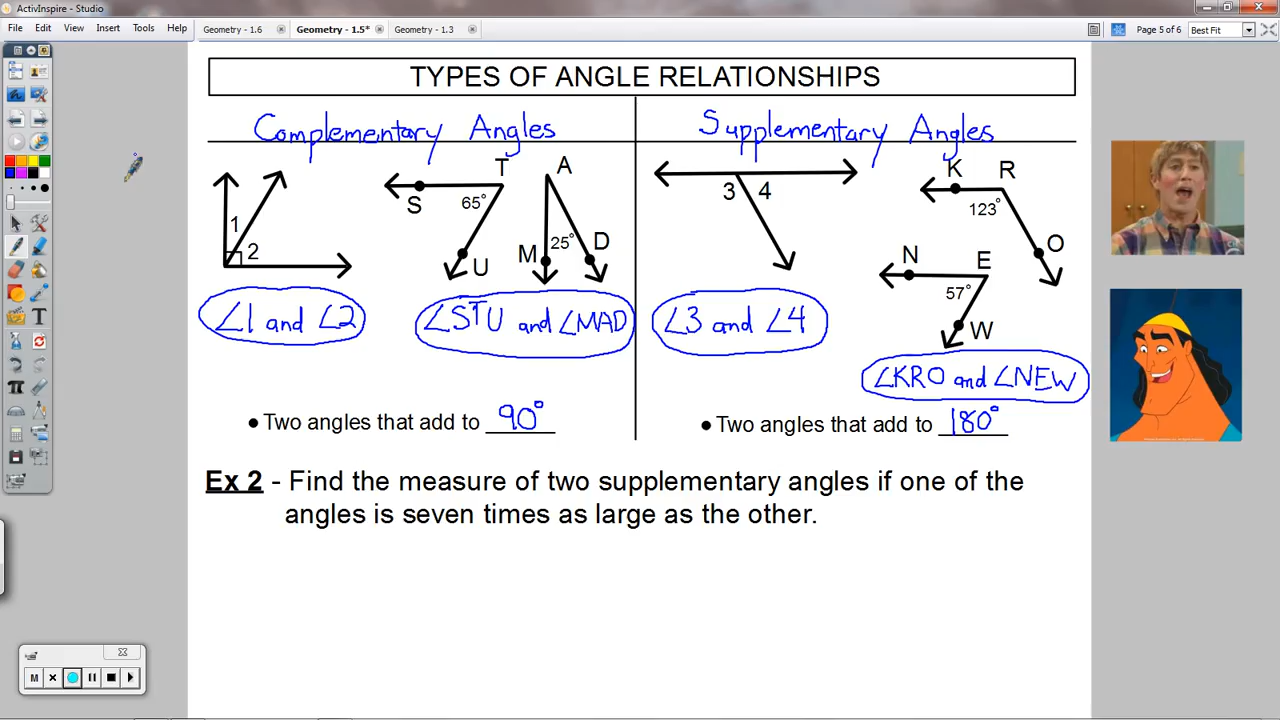 ActivInspire - Studio
File Edit View Insert Tools Help
Geometry - 1.6 Geometry - 1.5* Geometry - 1.3
Page 5 of 6 Best Fit
TYPES OF ANGLE RELATIONSHIPS
Complementary Angles
Supplementary Angles
1
2
T
S
65°
U
A
M
25°
D
3 4
K R
123°
O
N E
57°
W
∠1 and ∠2
∠STU and ∠MAD
∠3 and ∠4
∠KRO and ∠NEW
• Two angles that add to 90°
• Two angles that add to 180°
Ex 2 - Find the measure of two supplementary angles if one of the
angles is seven times as large as the other.
M